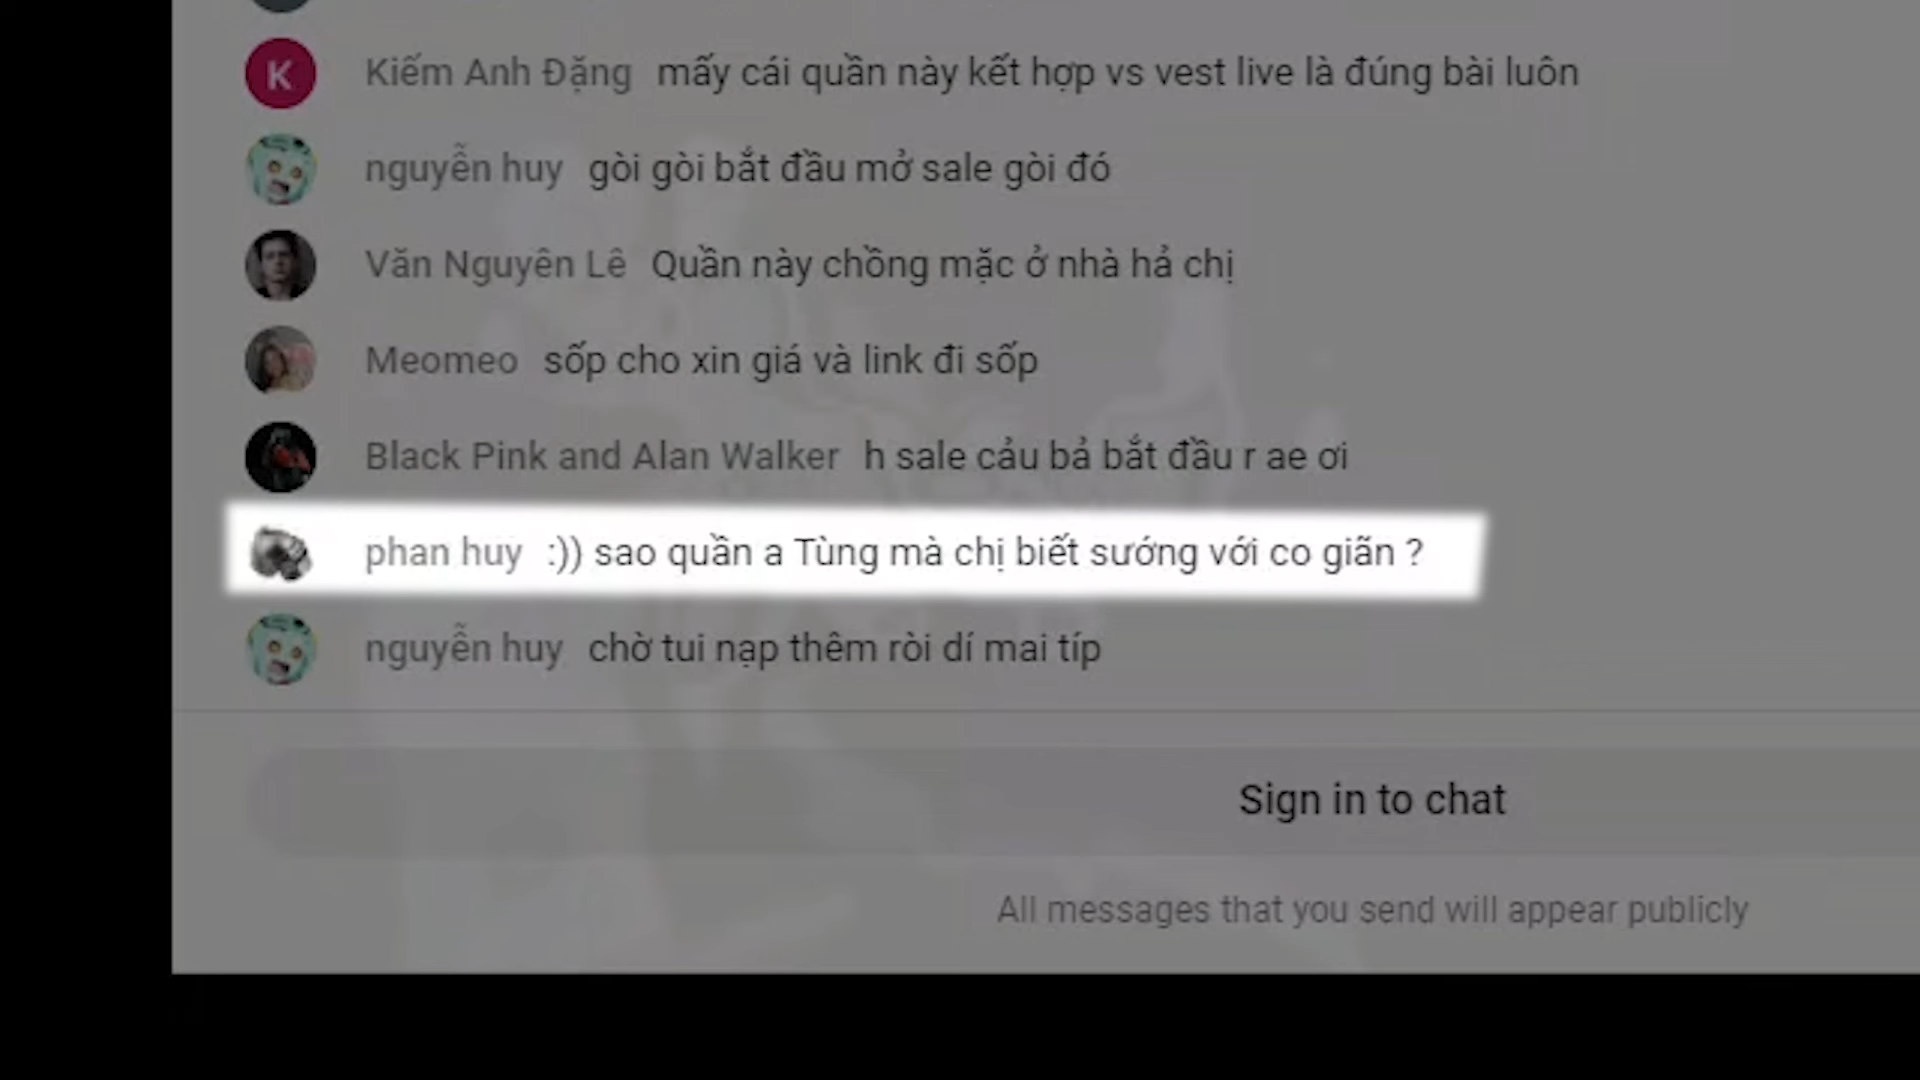 K Kiếm Anh Đặng mấy cái quần này kết hợp vs vest live là đúng bài luôn
nguyễn huy gòi gòi bắt đầu mở sale gòi đó
Văn Nguyên Lê Quần này chồng mặc ở nhà hả chị
Meomeo sốp cho xin giá và link đi sốp
Black Pink and Alan Walker h sale cảu bả bắt đầu r ae ơi
phan huy :)) sao quần a Tùng mà chị biết sướng với co giãn ?
nguyễn huy chờ tui nạp thêm ròi dí mai típ
Sign in to chat
All messages that you send will appear publicly